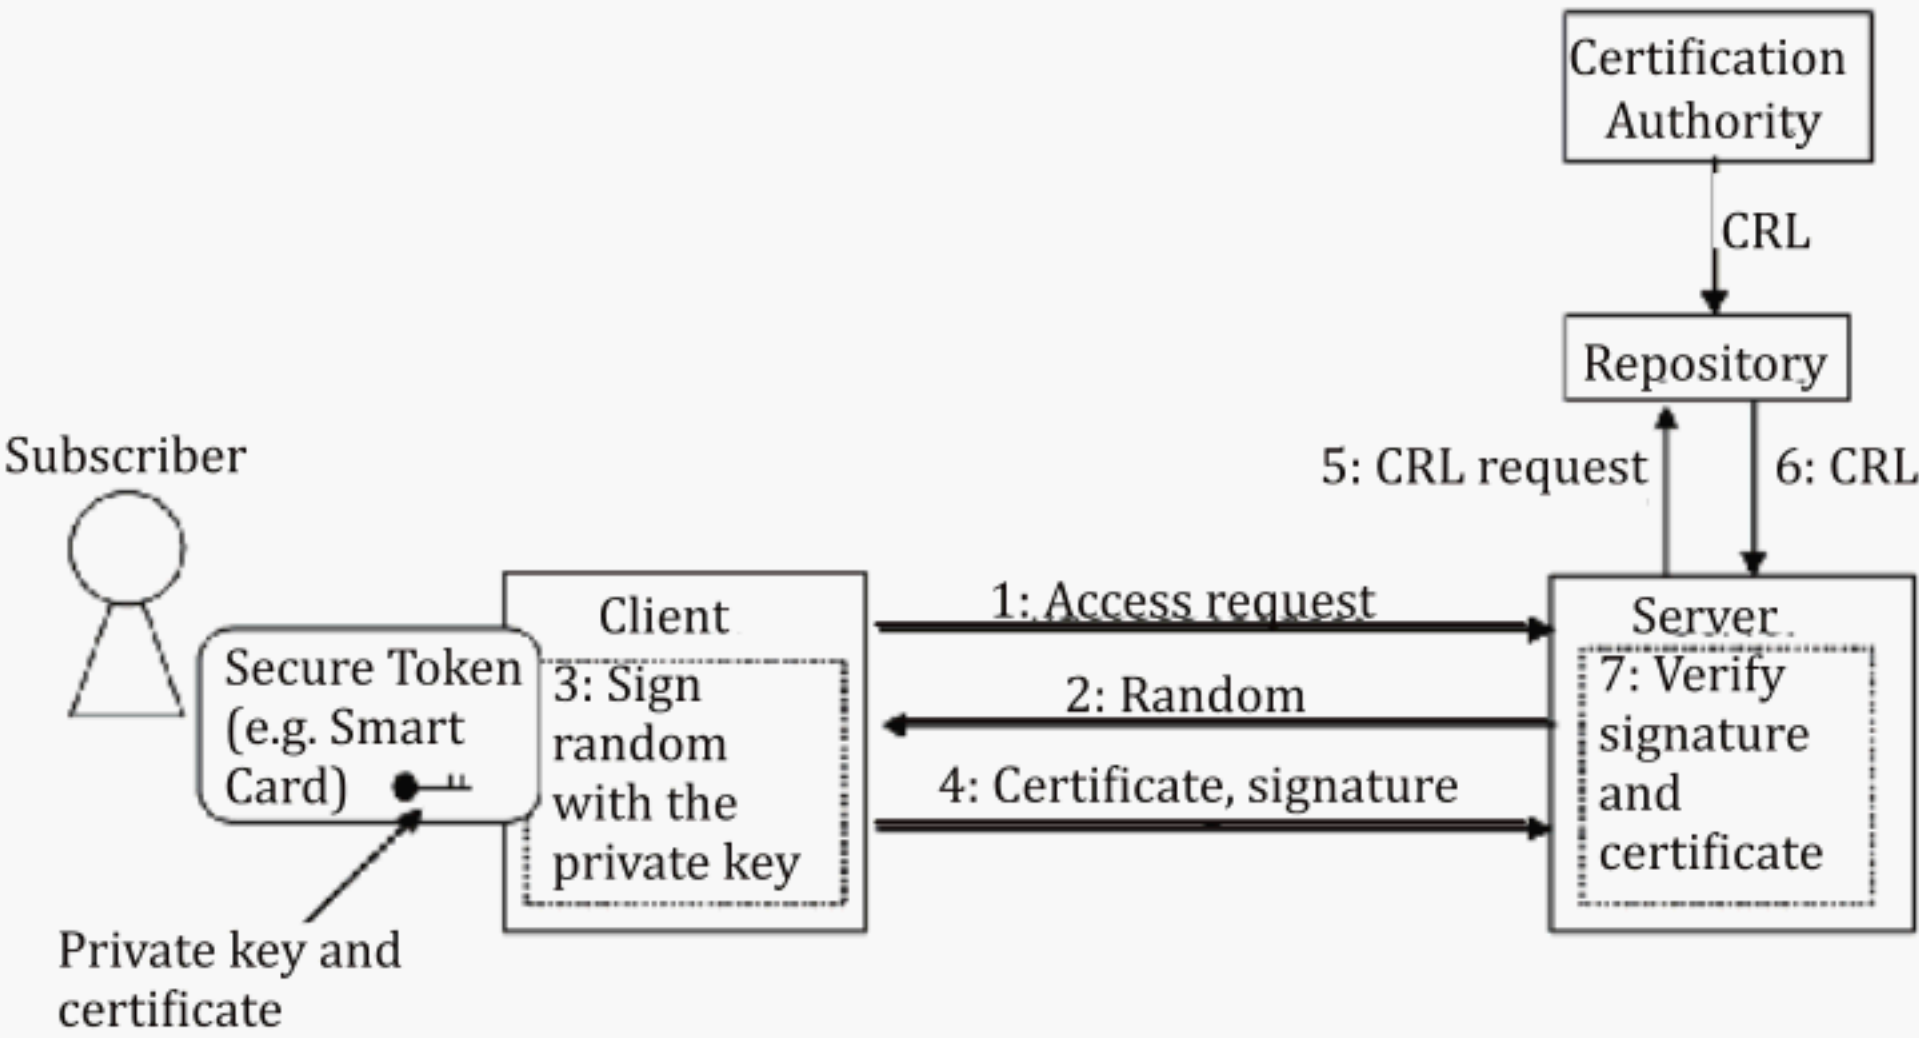 Certification
Authority
CRL
Repository
5: CRL request
6: CRL
Subscriber
Secure Token
(e.g. Smart
Card)
Private key and
certificate
Client
3: Sign
random
with the
private key
1: Access request
2: Random
4: Certificate, signature
Server
7: Verify
signature
and
certificate